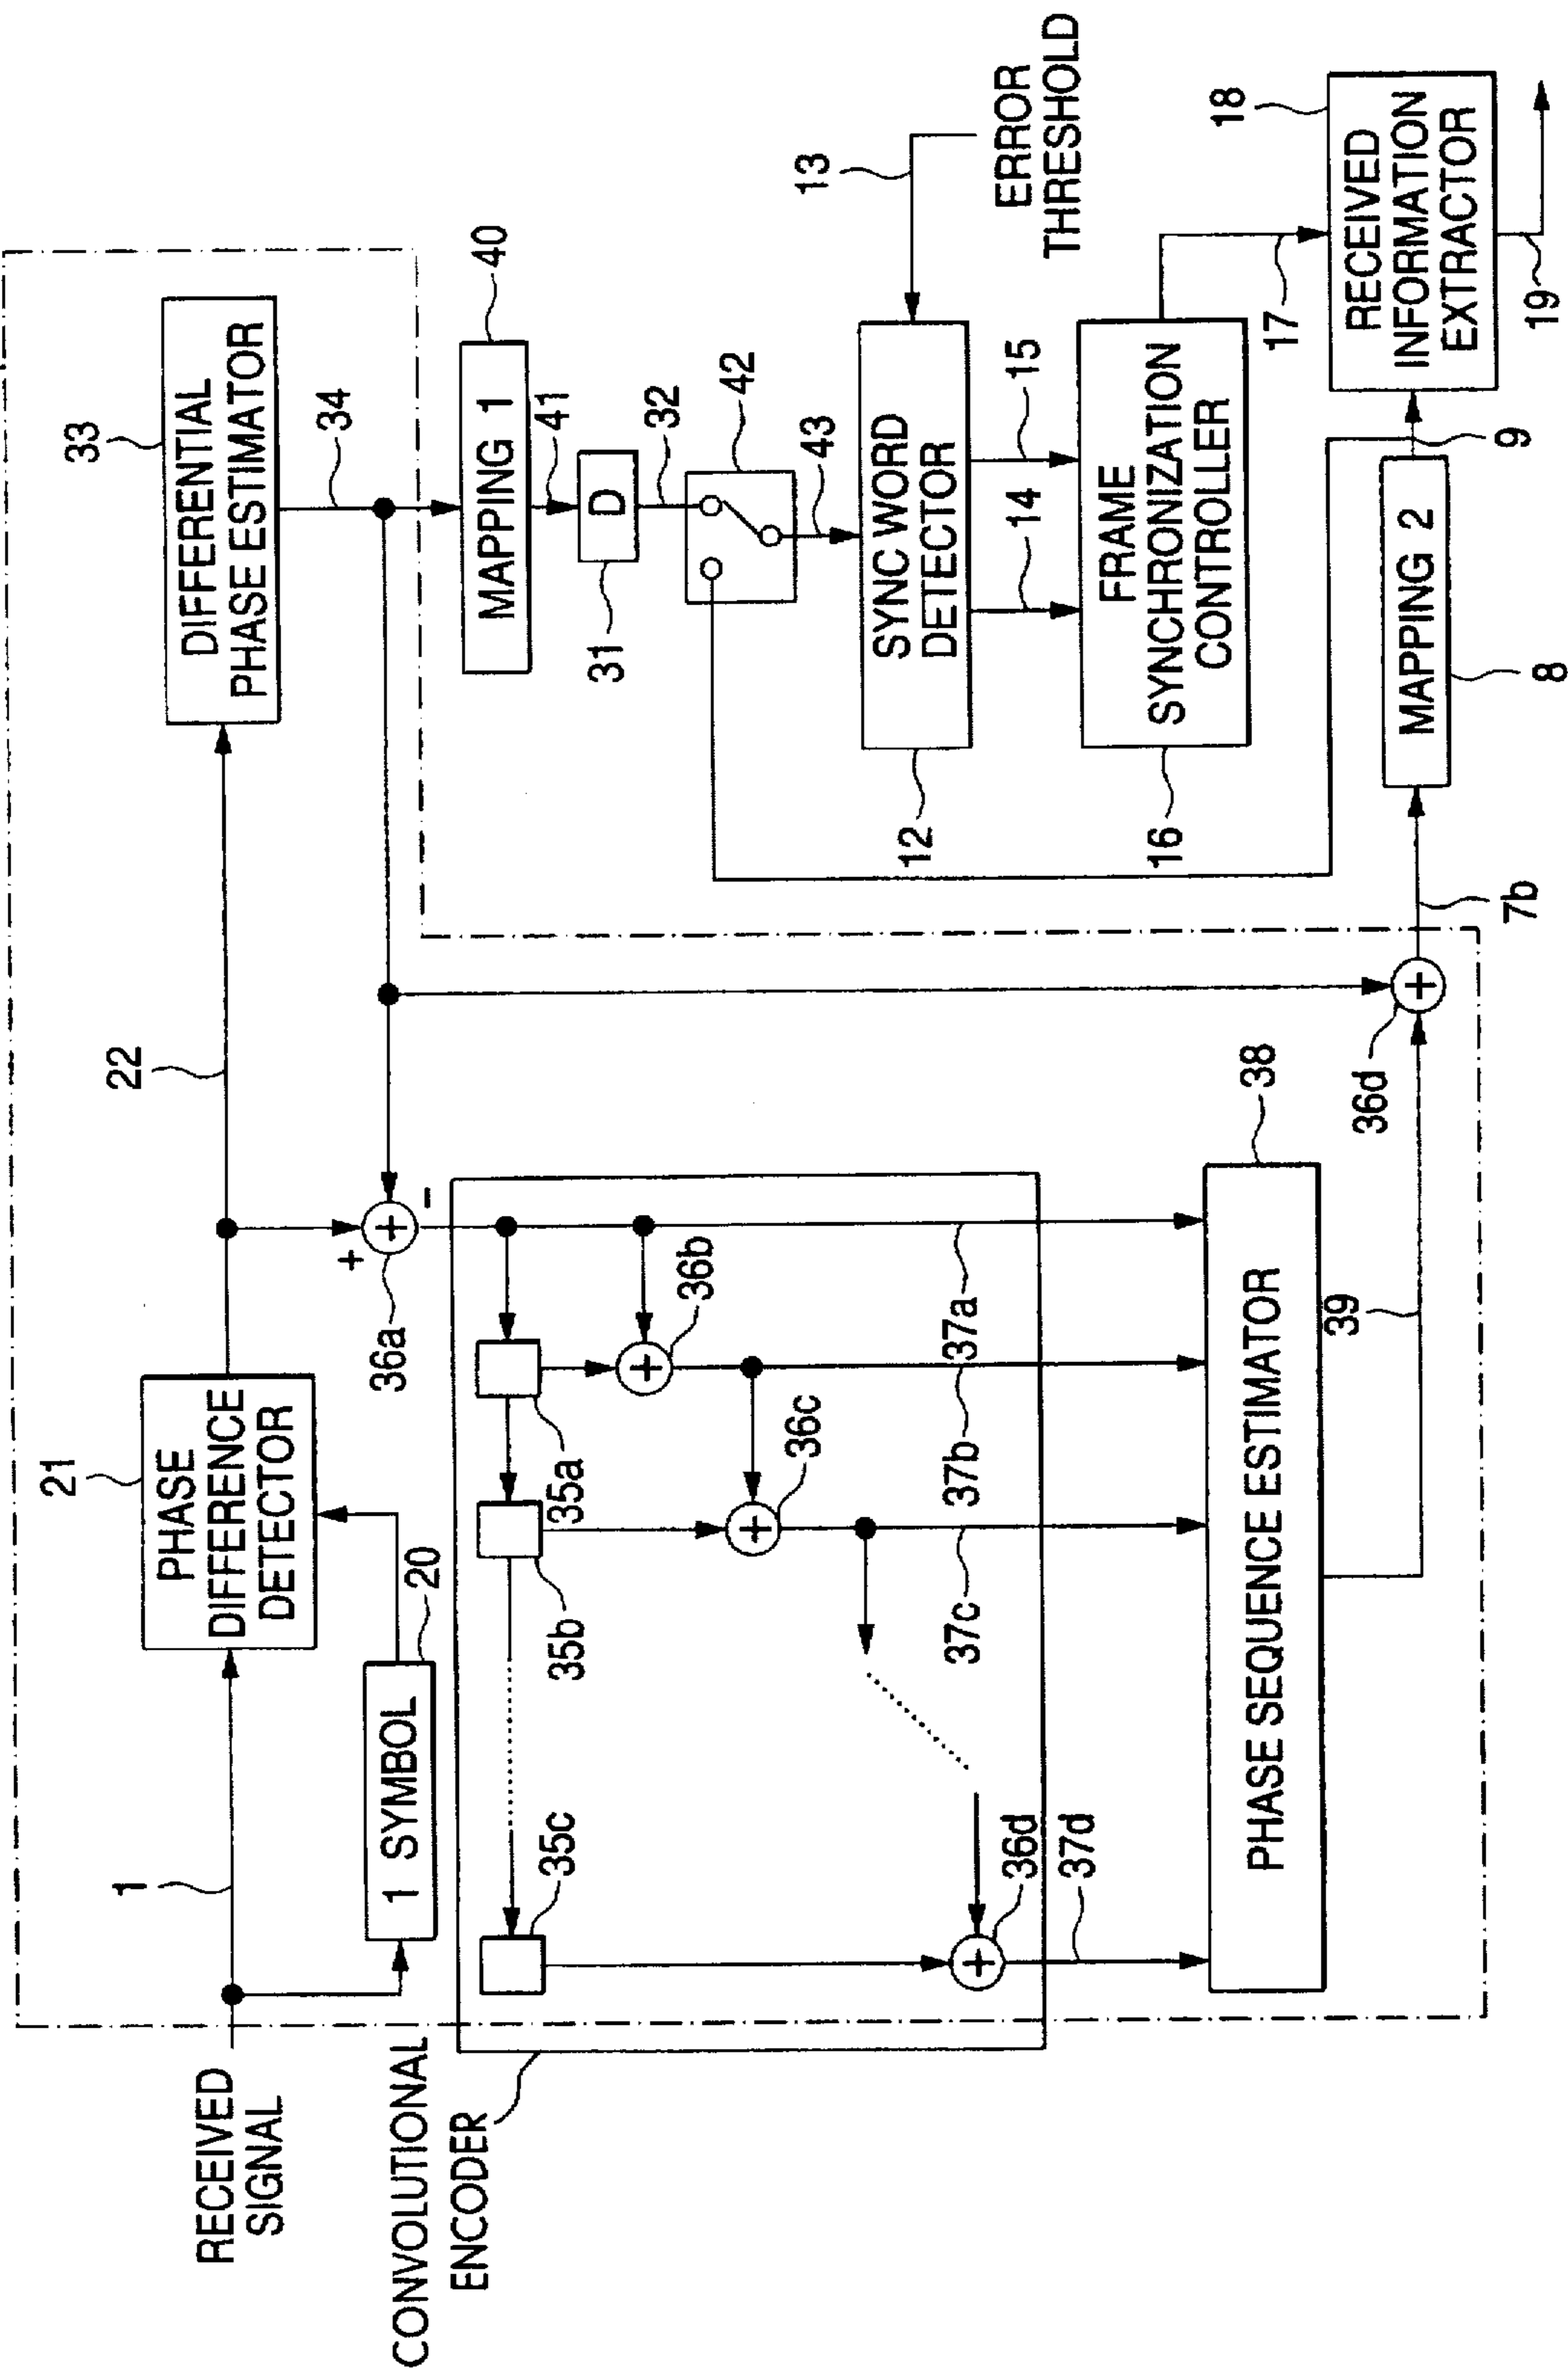 RECEIVED
SIGNAL
1
1 SYMBOL
20
21
PHASE
DIFFERENCE
DETECTOR
22
33
DIFFERENTIAL
PHASE ESTIMATOR
34
+
-
+
36a
CONVOLUTIONAL
ENCODER
35c
35b
35a
+
36b
+
36c
+
36d
37a
37b
37c
37d
38
PHASE SEQUENCE ESTIMATOR
39
+
36d
7b
MAPPING 2
8
9
40
MAPPING 1
41
D
31
32
42
43
13
ERROR
THRESHOLD
SYNC WORD
DETECTOR
12
14
15
FRAME
SYNCHRONIZATION
CONTROLLER
16
17
18
RECEIVED
INFORMATION
EXTRACTOR
19